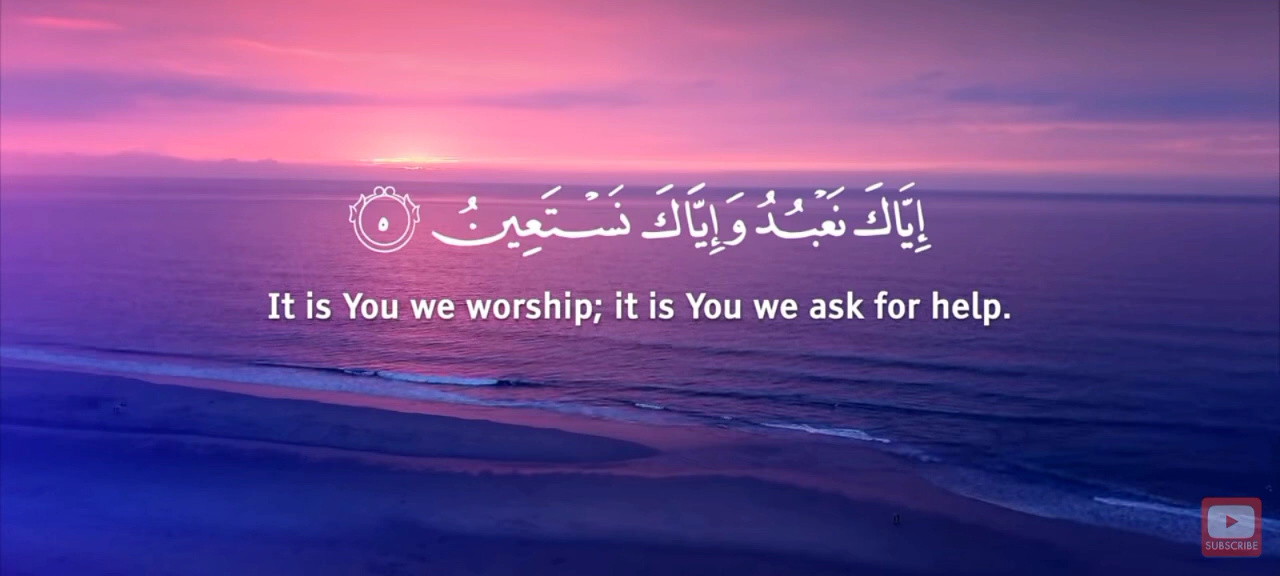 إِيَّاكَ نَعْبُدُ وَإِيَّاكَ نَسْتَعِينُ ٥
It is You we worship; it is You we ask for help.
SUBSCRIBE